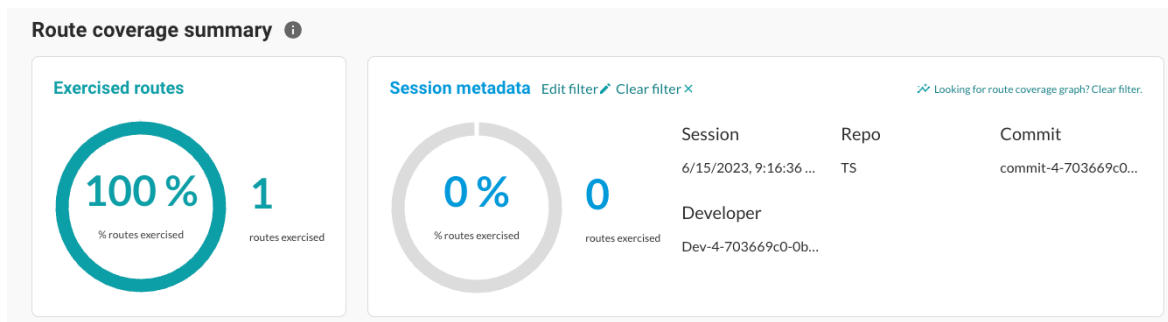 Route coverage summary
Exercised routes
100 %
% routes exercised
1
routes exercised
Session metadata Edit filter Clear filter ×
Looking for route coverage graph? Clear filter.
0 %
% routes exercised
0
routes exercised
Session
6/15/2023, 9:16:36 ...
Repo
TS
Commit
commit-4-703669c0...
Developer
Dev-4-703669c0-0b...